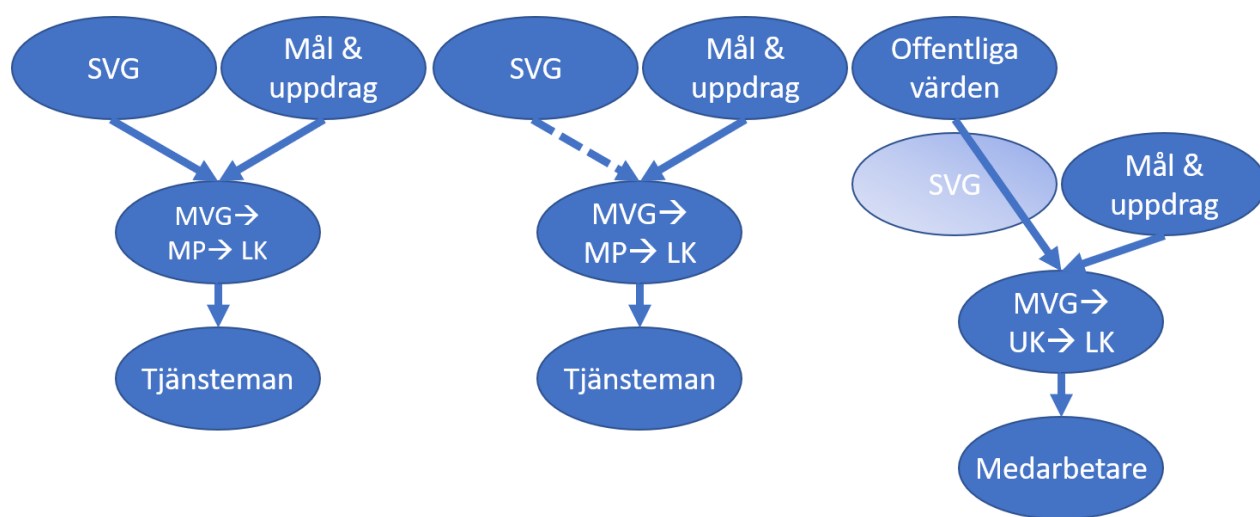 SVG
Mål &
uppdrag
MVG→
MP→ LK
Tjänsteman
SVG
Mål &
uppdrag
MVG→
MP→ LK
Tjänsteman
Offentliga
värden
SVG
Mål &
uppdrag
MVG→
UK→ LK
Medarbetare